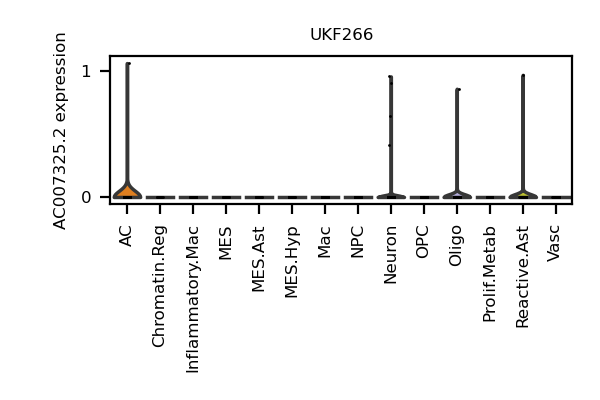 UKF266
AC007325.2 expression
1
0
AC
Chromatin.Reg
Inflammatory.Mac
MES
MES.Ast
MES.Hyp
Mac
NPC
Neuron
OPC
Oligo
Prolif.Metab
Reactive.Ast
Vasc